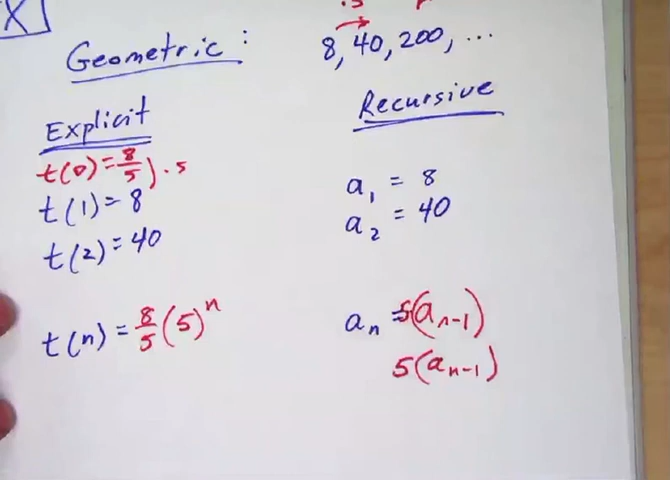 X
.5
Geometric:
8, 40, 200, ...
Explicit
t(0) = 8/5) · 5
t(1) = 8
t(2) = 40
t(n) = 8/5 (5)^n
Recursive
a₁ = 8
a₂ = 40
aₙ = 5(aₙ₋₁)
5(aₙ₋₁)